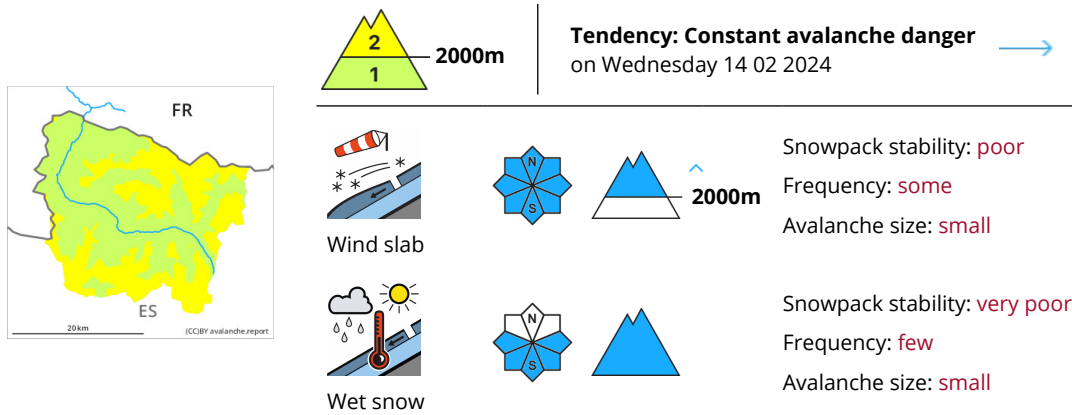 FR
ES
20 km
(CC)BY avalanche.report
2
1
2000m
Tendency: Constant avalanche danger
on Wednesday 14 02 2024
N
S
2000m
Wind slab
Snowpack stability: poor
Frequency: some
Avalanche size: small
N
S
Wet snow
Snowpack stability: very poor
Frequency: few
Avalanche size: small